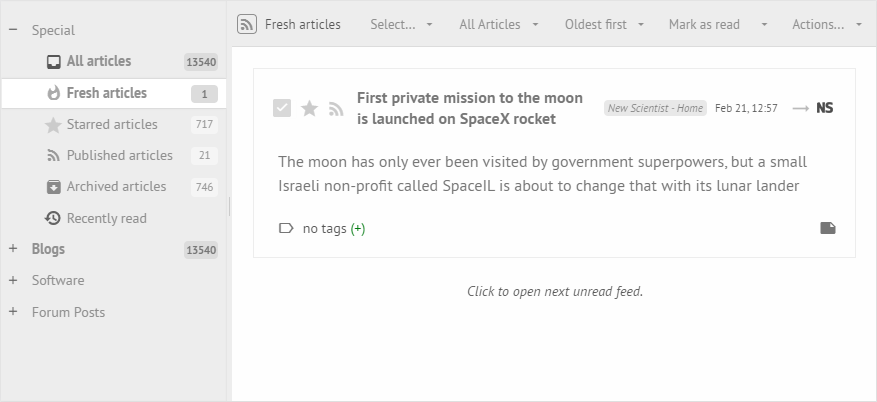 Special
All articles 13540
Fresh articles 1
Starred articles 717
Published articles 21
Archived articles 746
Recently read
Blogs 13540
Software
Forum Posts
Fresh articles Select... All Articles Oldest first Mark as read Actions...
First private mission to the moon
is launched on SpaceX rocket
New Scientist - Home Feb 21, 12:57 NS
The moon has only ever been visited by government superpowers, but a small
Israeli non-profit called SpaceIL is about to change that with its lunar lander
no tags (+)
Click to open next unread feed.